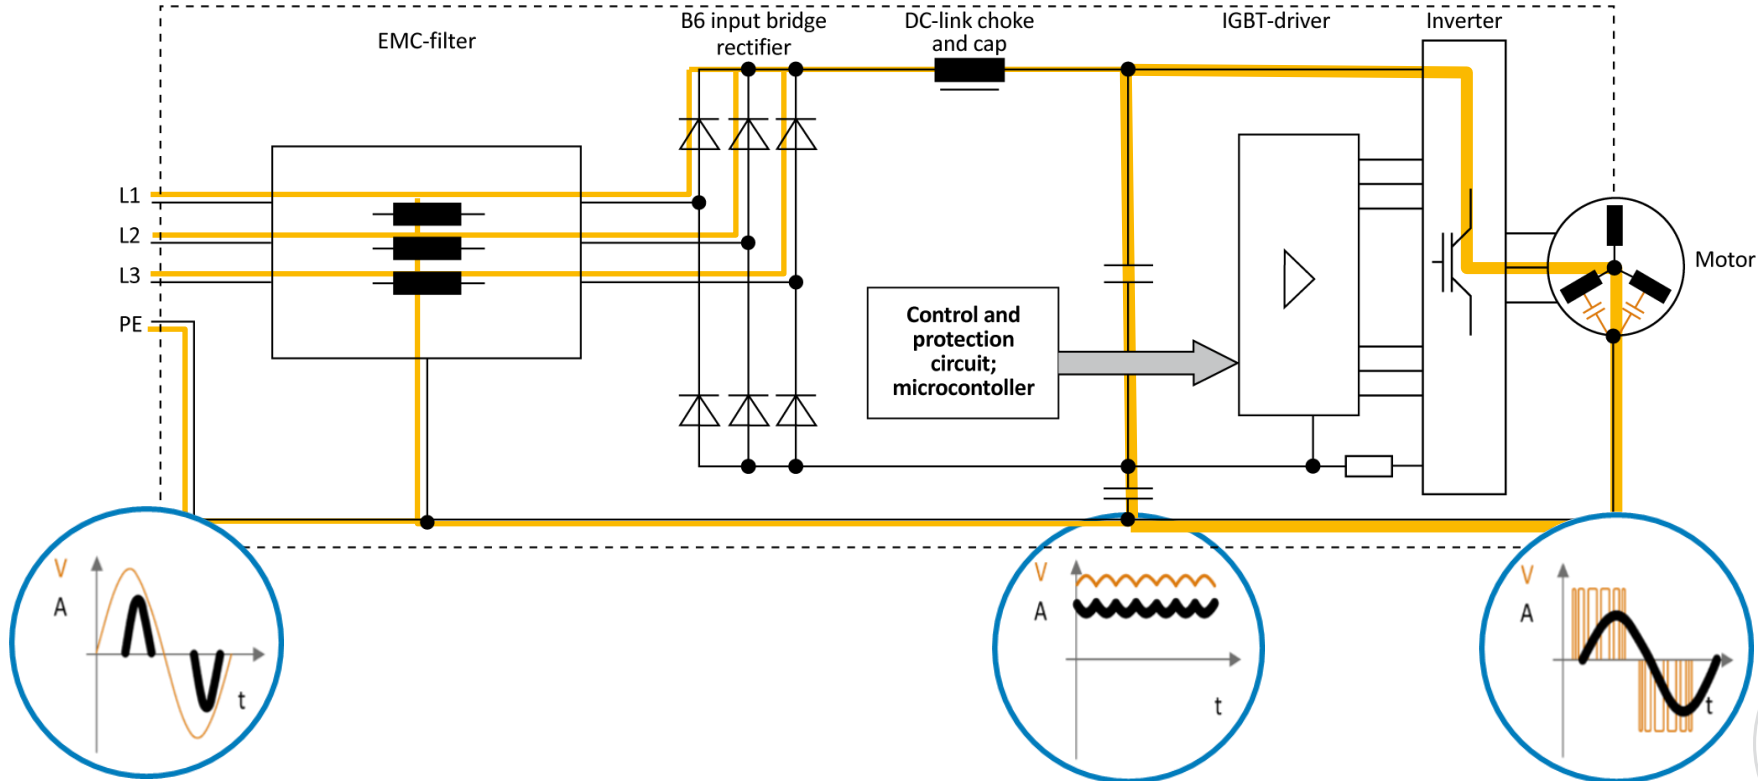 EMC-filter
B6 input bridge
rectifier
DC-link choke
and cap
IGBT-driver
Inverter
L1
L2
L3
PE
Motor
Control and
protection
circuit;
microcontoller
V
A
t
V
A
t
V
A
t